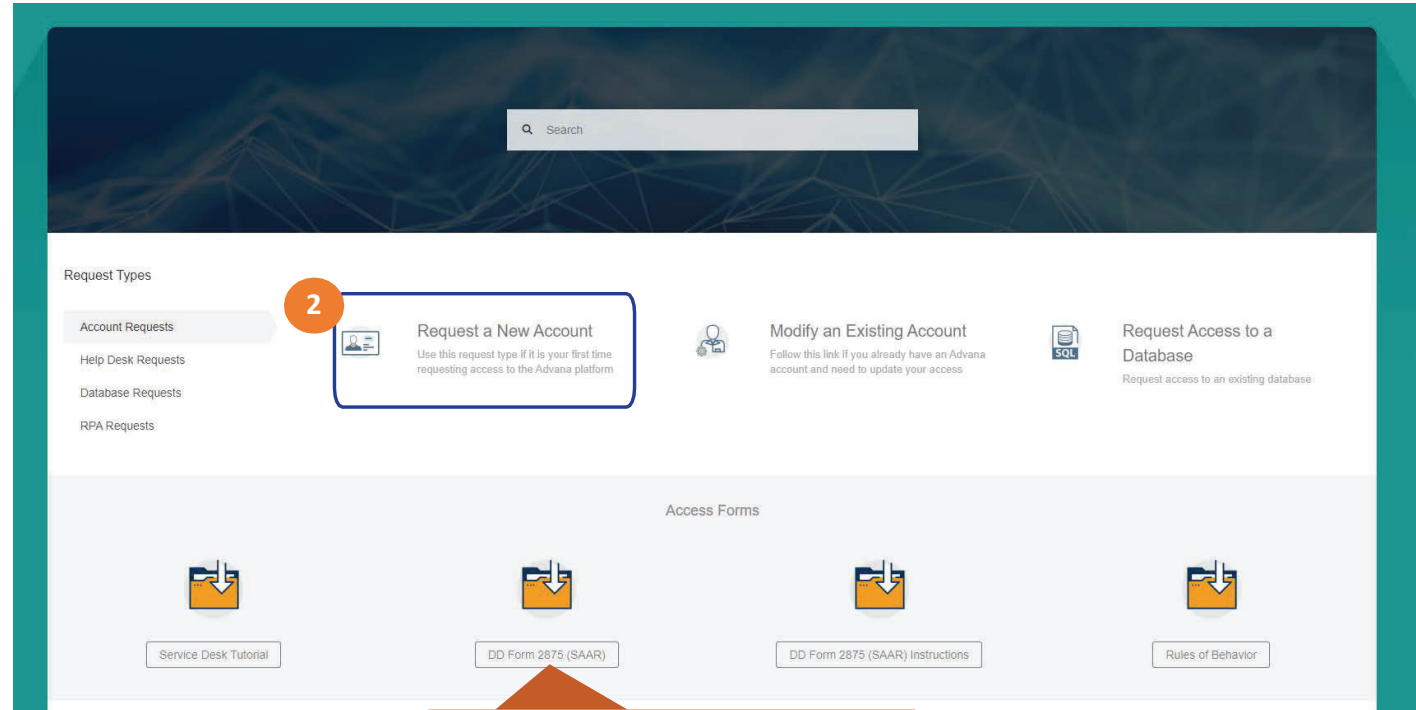 Search
Request Types
Account Requests
Help Desk Requests
Database Requests
RPA Requests
2
Request a New Account
Use this request type if it is your first time
requesting access to the Advana platform
Modify an Existing Account
Follow this link if you already have an Advana
account and need to update your access
SQL
Request Access to a
Database
Request access to an existing database
Access Forms
Service Desk Tutorial
DD Form 2875 (SAAR)
DD Form 2875 (SAAR) Instructions
Rules of Behavior